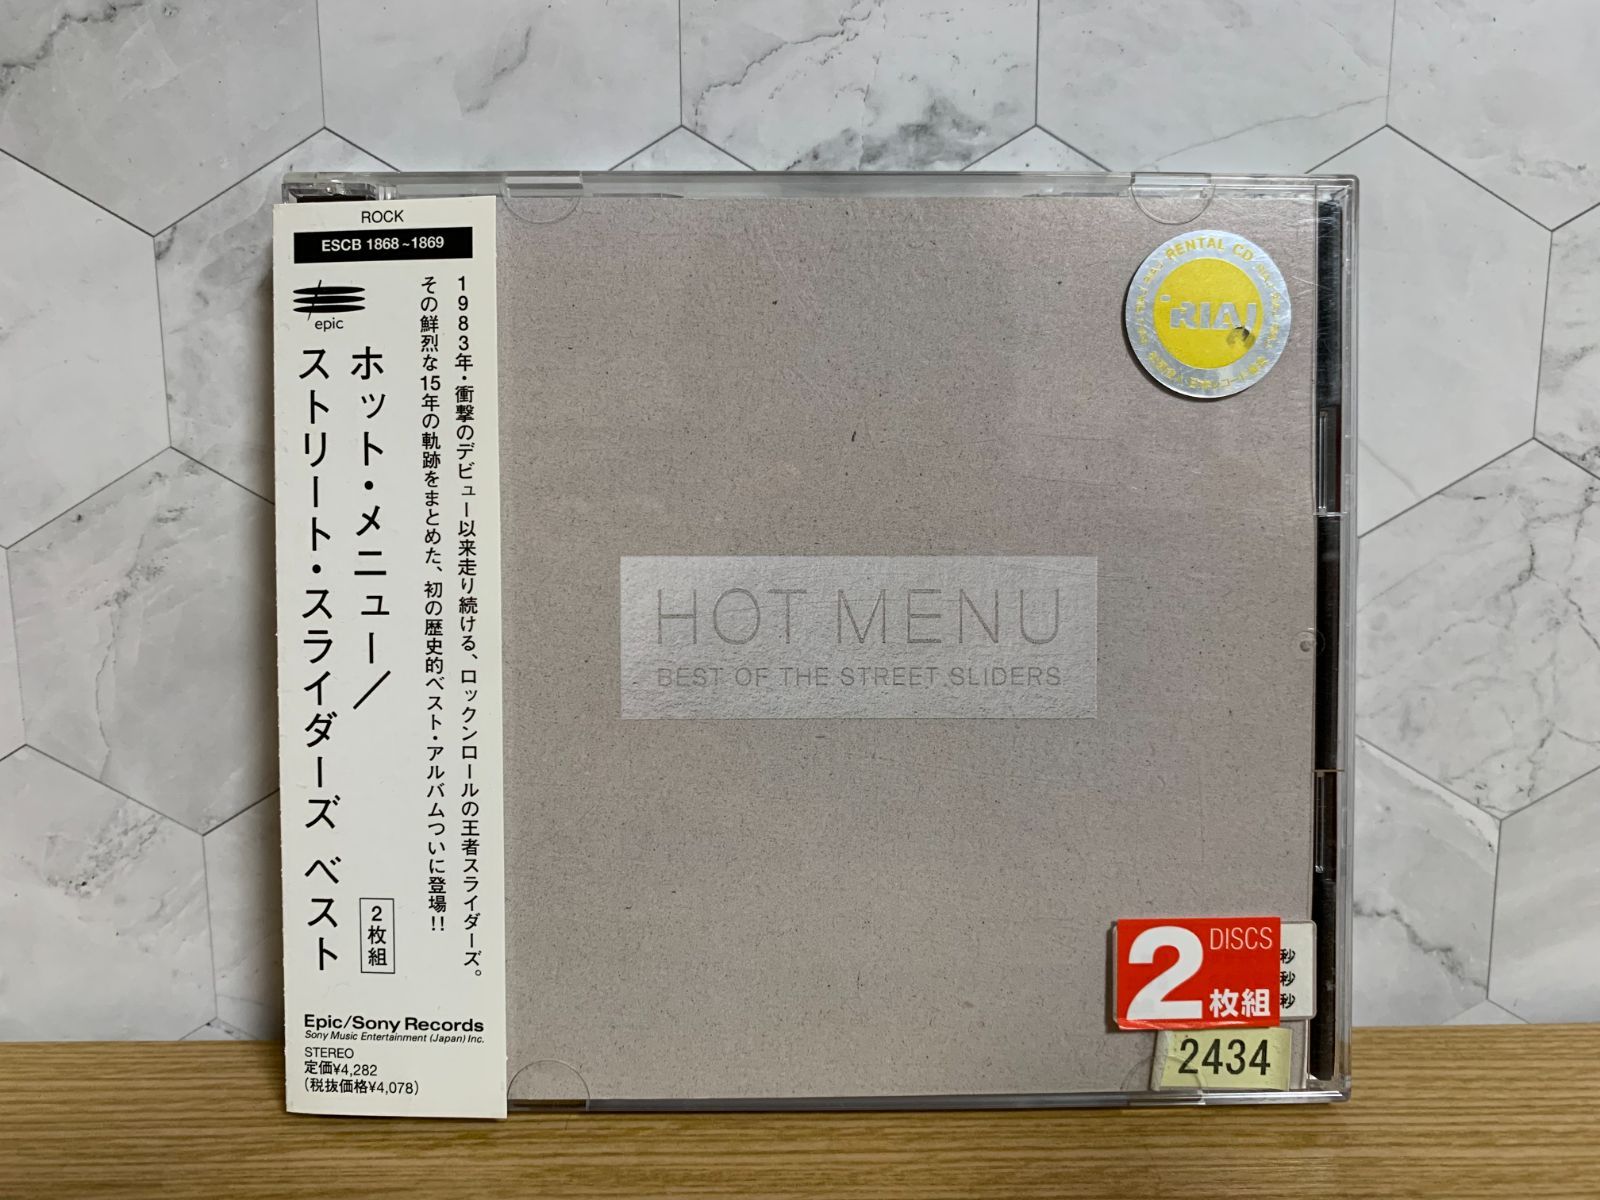 ROCK
ESCB 1868~1869
epic
1983年・衝撃のデビュー以来走り続ける、ロックンロールの王者スライダーズ。
その鮮烈な15年の軌跡をまとめた、初の歴史的ベスト・アルバムついに登場!!
ホット・メニュー/
ストリート・スライダーズ ベスト
2枚組
Epic/Sony Records
Sony Music Entertainment (Japan) Inc.
STEREO
定価¥4,282
(税抜価格¥4,078)
HOT MENU
BEST OF THE STREET SLIDERS
RENTAL CD
RIAJ
2 DISCS
枚組
秒
秒
秒
2434